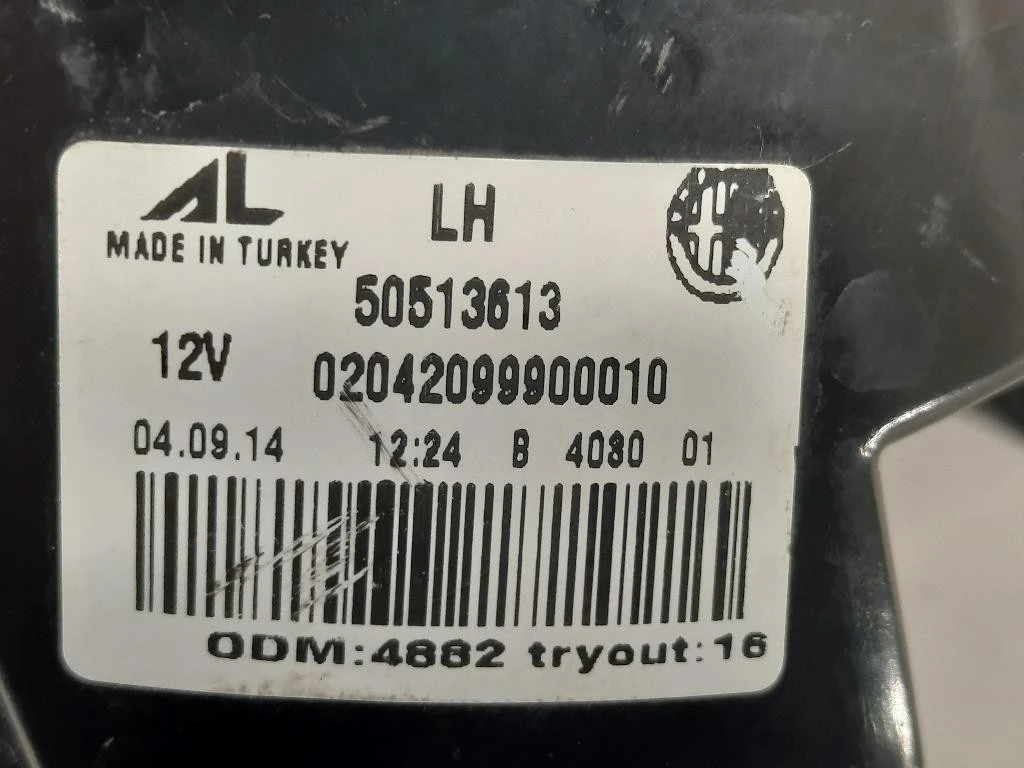 AL LH
MADE IN TURKEY
50513613
12V 02042099900010
04.09.14 12:24 B 4080 01
ODM:4882 tryout:16